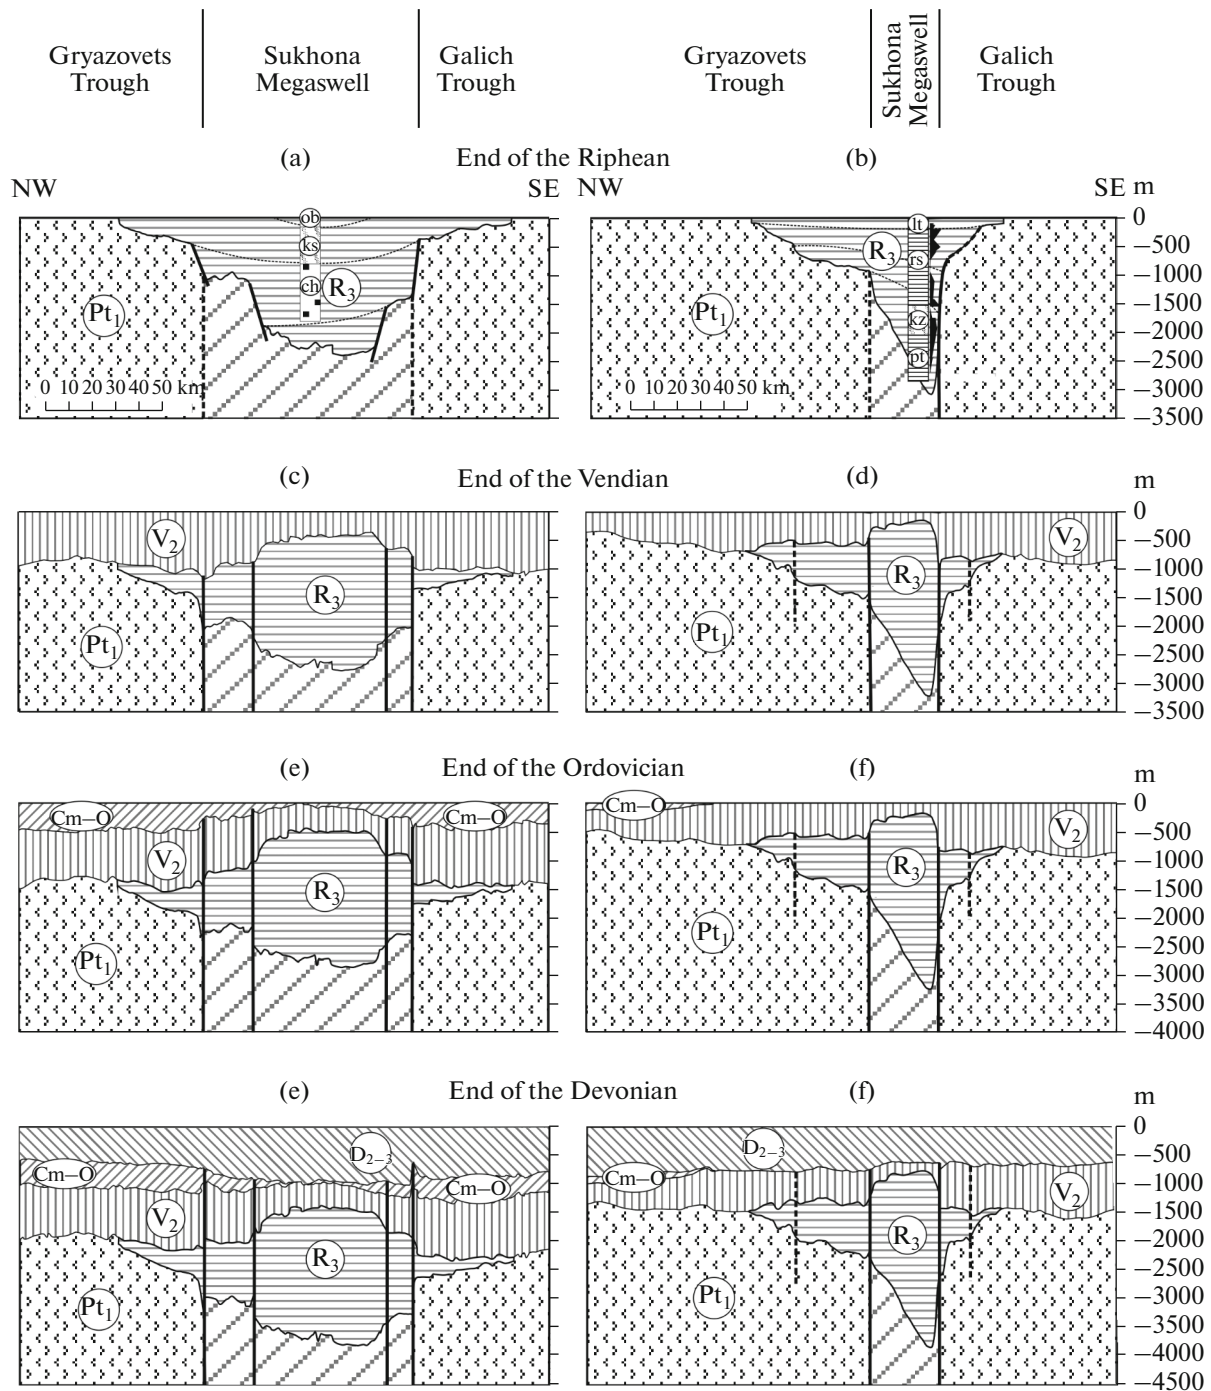 Gryazovets
Trough
Sukhona
Megaswell
Galich
Trough
Gryazovets
Trough
Sukhona
Megaswell
Galich
Trough
(a) End of the Riphean (b)
NW SE NW SE m
ob
ks
ch
R3
Pt1
0 10 20 30 40 50 km
lt
R3
rs
kz
pt
Pt1
0 10 20 30 40 50 km
0
−500
−1000
−1500
−2000
−2500
−3000
−3500
(c) End of the Vendian (d)
m
V2
R3
Pt1
V2
R3
Pt1
0
−500
−1000
−1500
−2000
−2500
−3000
−3500
(e) End of the Ordovician (f)
m
Cm−O
Cm−O
V2
R3
Pt1
Cm−O
V2
R3
Pt1
0
−500
−1000
−1500
−2000
−2500
−3000
−3500
−4000
(e) End of the Devonian (f)
m
D2−3
Cm−O
Cm−O
V2
R3
Pt1
D2−3
Cm−O
V2
R3
Pt1
0
−500
−1000
−1500
−2000
−2500
−3000
−3500
−4000
−4500